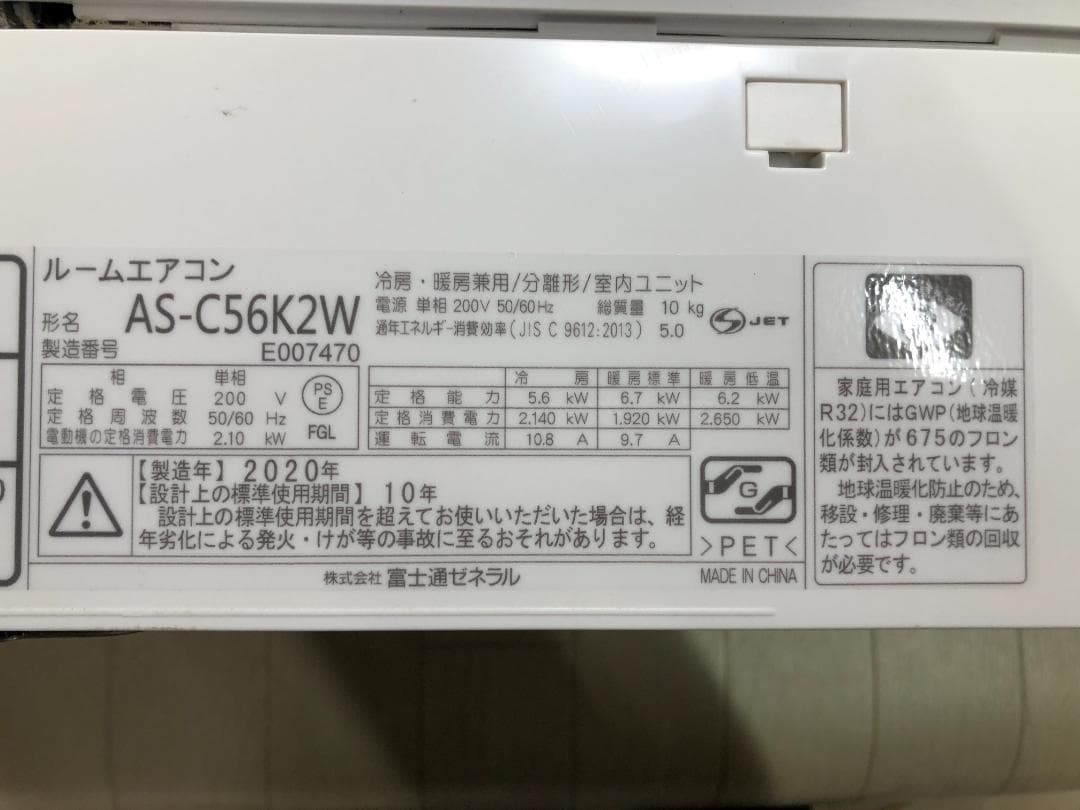 ルームエアコン
形名 AS-C56K2W
製造番号 E007470
冷房・暖房兼用/分離形/室内ユニット
電源 単相 200V 50/60Hz 総質量 10 kg
通年エネルギー消費効率(JIS C 9612:2013) 5.0
JET
相 単相
定格電圧 200 V
定格周波数 50/60 Hz
電動機の定格消費電力 2.10 kW
PS
E
FGL
冷房 暖房標準 暖房低温
定格能力 5.6 kW 6.7 kW 6.2 kW
定格消費電力 2,140 kW 1,920 kW 2,650 kW
運転電流 10.8 A 9.7 A
【製造年】2020年
【設計上の標準使用期間】10年
設計上の標準使用期間を超えてお使いいただいた場合は、経
年劣化による発火・けが等の事故に至るおそれがあります。
G
>PET<
株式会社 富士通ゼネラル
MADE IN CHINA
家庭用エアコン(冷媒
R32)にはGWP(地球温暖
化係数)が675のフロン
類が封入されています。
地球温暖化防止のため、
移設・修理・廃棄等にあ
たってはフロン類の回収
が必要です。